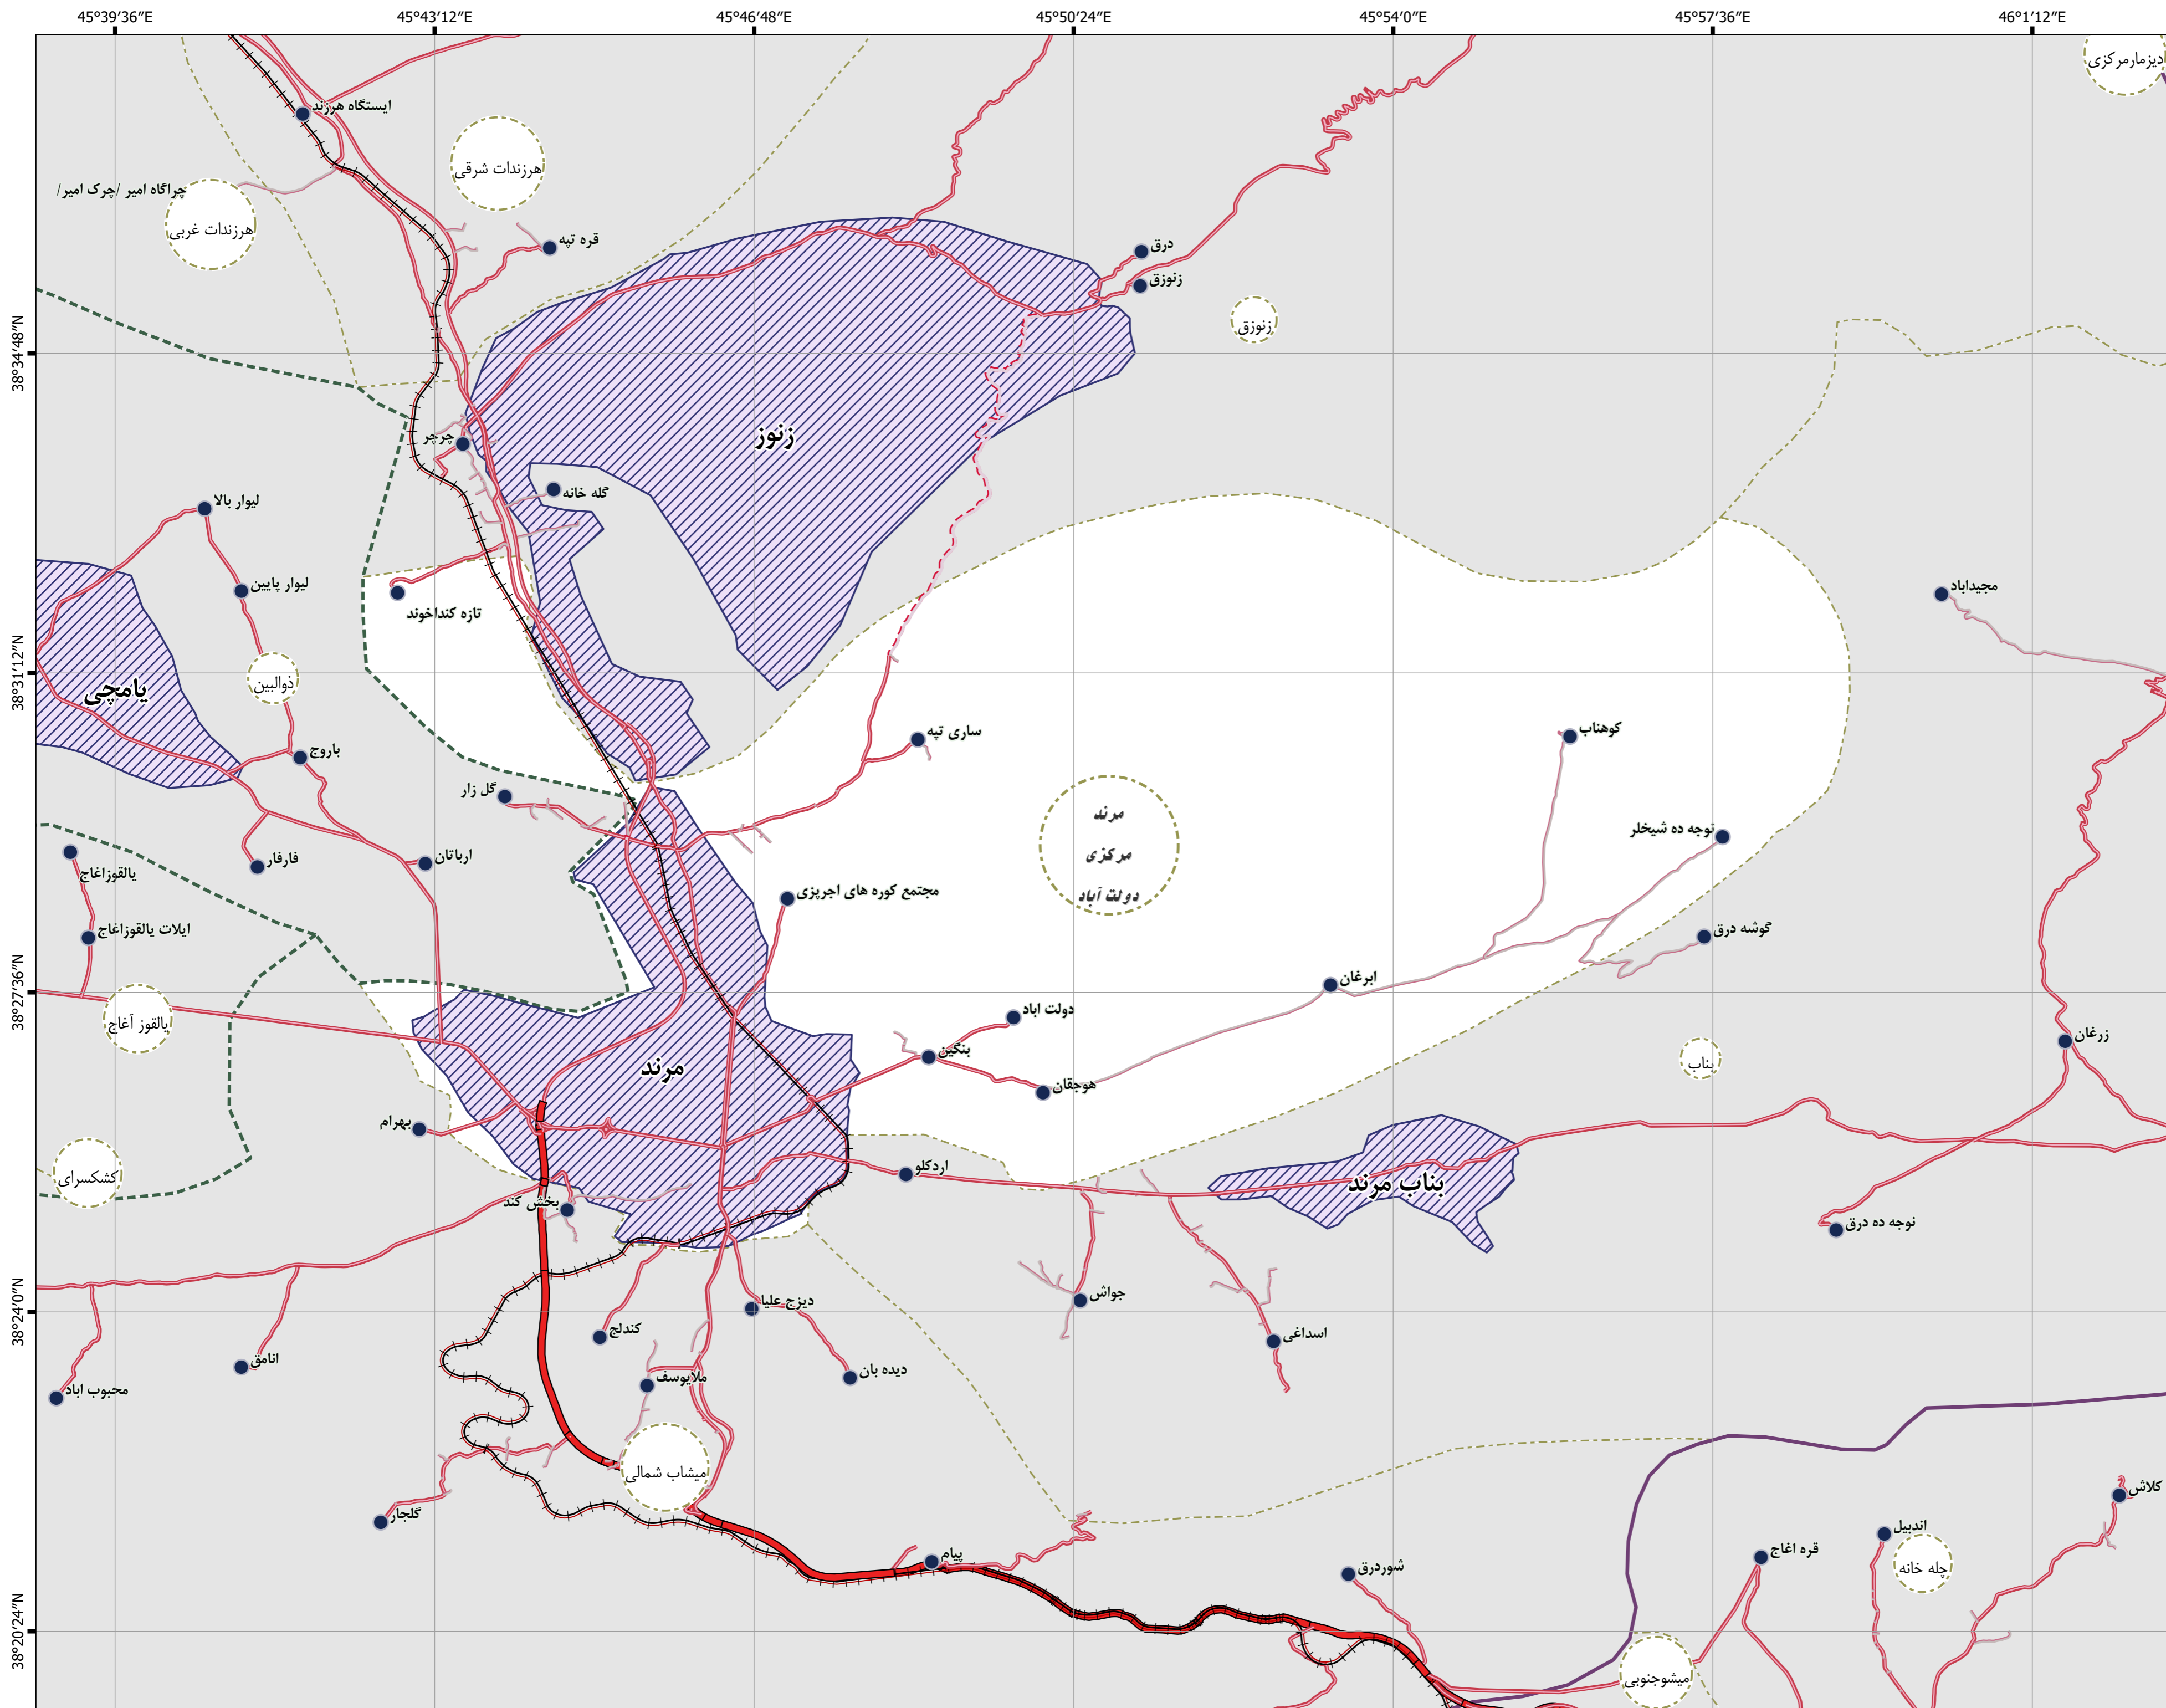 45°39′36″E
45°43′12″E
45°46′48″E
45°50′24″E
45°54′0″E
45°57′36″E
46°1′12″E
دیزمارمرکزی
ایستگاه هرزند
هرزندات شرقی
چراگاه امیر /چرک امیر/
هرزندات غربی
قره تپه
درق
زنوزق
زنوزق
38°34′48″N
چرچر
زنوز
گله خانه
لیوار بالا
لیوار پایین
تازه کنداخوند
مجیداباد
38°31′12″N
ذوالبین
یامچی
ساری تپه
کوهناب
باروج
گل زار
مرند
مرکزی
دولت آباد
نوجه ده شیخلر
فارفار
ارباتان
یالقوزاغاج
مجتمع کوره های اجرپزی
ایلات یالقوزاغاج
گوشه درق
38°27′36″N
ابرغان
یالقوز آغاج
دولت اباد
بنگین
زرغان
مرند
بناب
هوجقان
بهرام
کشکسرای
اردکلو
بناب مرند
بخش کند
نوجه ده درق
38°24′0″N
دیزج علیا
جواش
کندلج
اسداغی
انامق
دیده بان
محبوب اباد
ملایوسف
میشاب شمالی
کلاش
گلجار
اندبیل
پیام
قره اغاج
شوردرق
چله خانه
38°20′24″N
میشوجنوبی